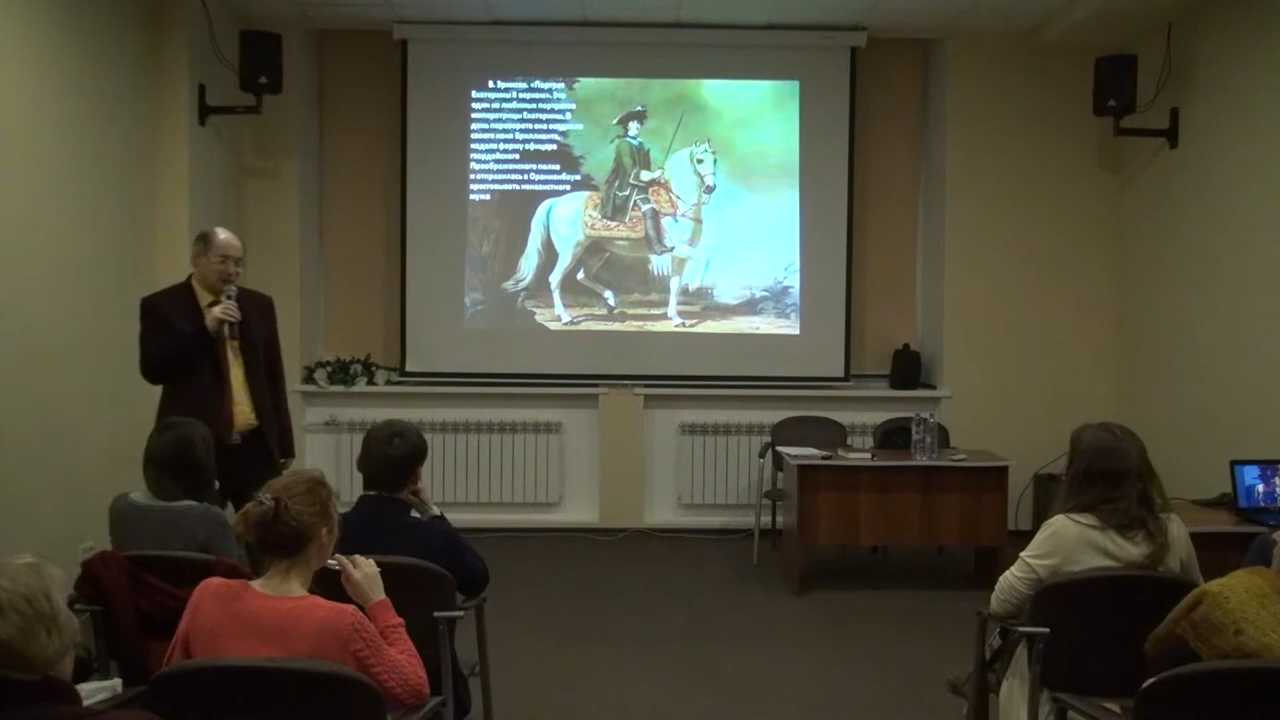 В. Эриксен. «Портрет
Екатерины II верхом». Это
один из любимых портретов
императрицы Екатерины. В
день переворота она оседлала
своего коня Бриллианта,
надела форму офицера
гвардейского
Преображенского полка
и отправилась в Ораниенбаум
арестовывать ненавистного
мужа